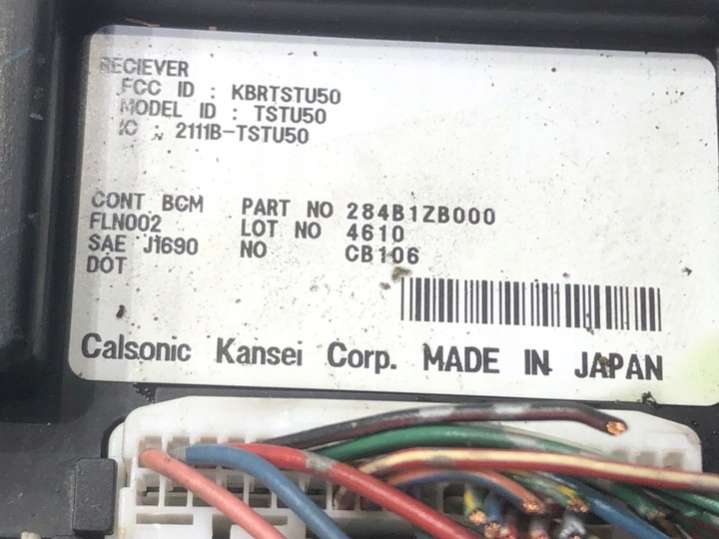 RECIEVER
FCC ID : KBRTSTU50
MODEL ID : TSTU50
IC : 2111B-TSTU50
CONT BCM PART NO 284B1ZB000
FLN002 LOT NO 4610
SAE J1690 NO CB106
DOT
Calsonic Kansei Corp. MADE IN JAPAN